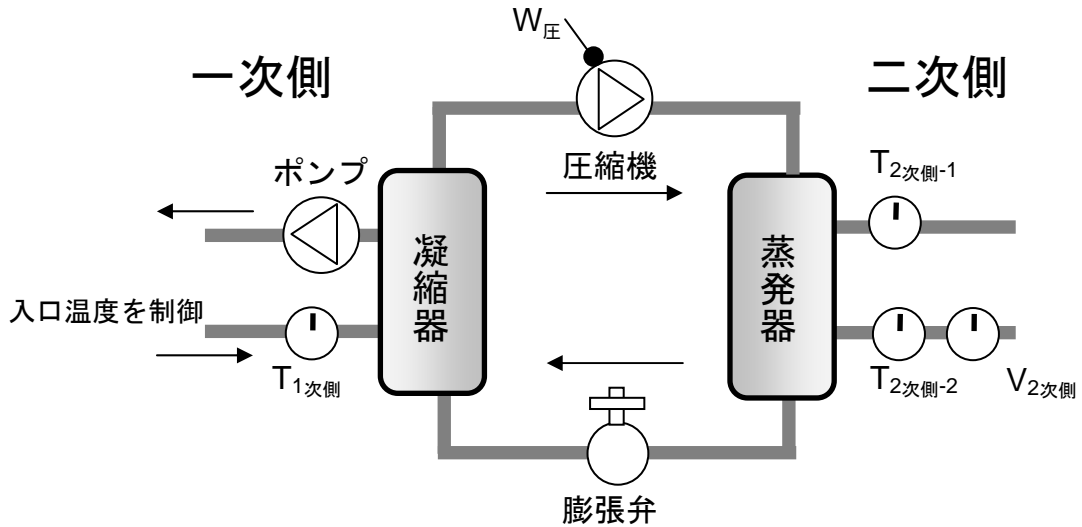 W圧
一次側
二次側
ポンプ
圧縮機
T2次側-1
凝縮器
蒸発器
入口温度を制御
T1次側
T2次側-2
V2次側
膨張弁